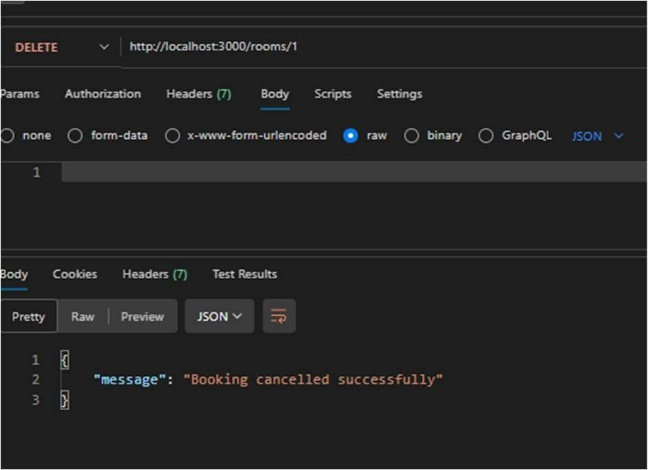 DELETE http://localhost:3000/rooms/1
Params Authorization Headers (7) Body Scripts Settings
none form-data x-www-form-urlencoded raw binary GraphQL JSON
1
Body Cookies Headers (7) Test Results
Pretty Raw Preview JSON
1 {
2 "message": "Booking cancelled successfully"
3 }